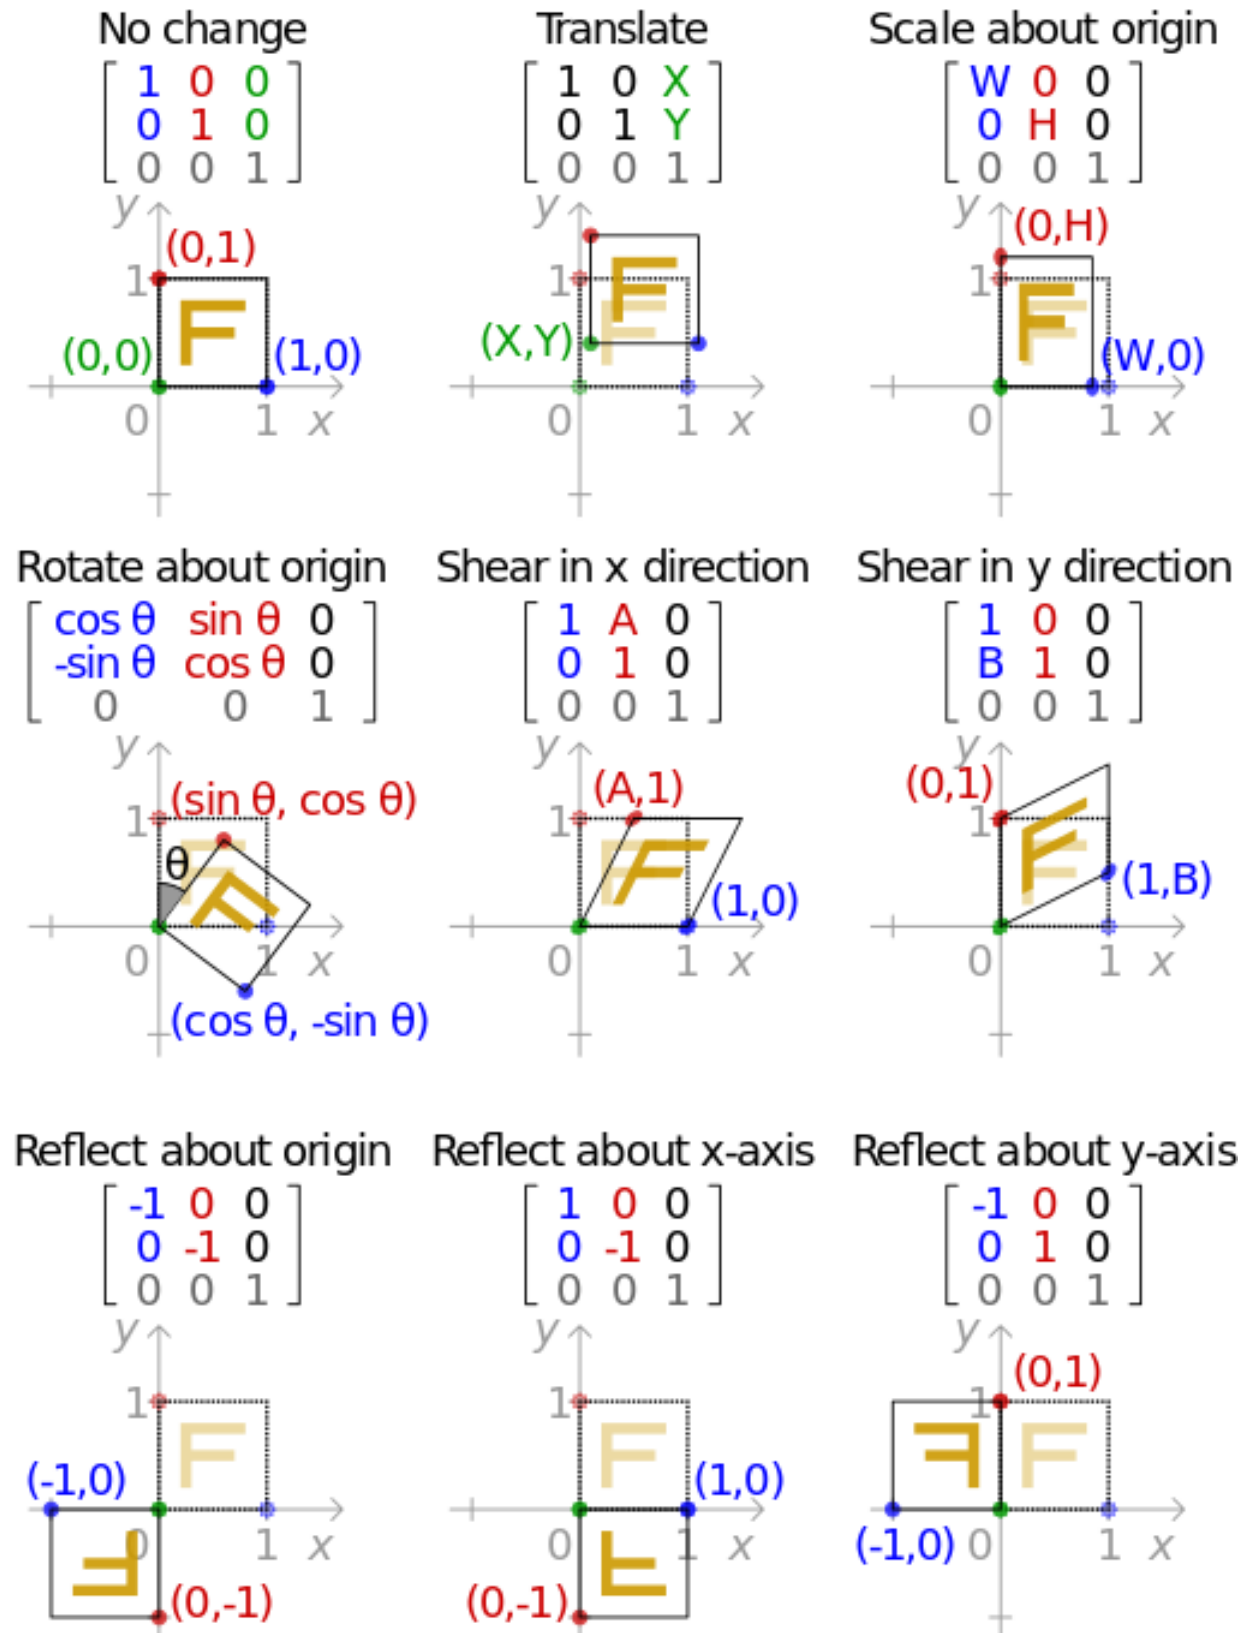 No change
1 0 0
0 1 0
0 0 1
y
(0,1)
1
F
(0,0)
(1,0)
0 1 x
Translate
1 0 X
0 1 Y
0 0 1
y
1
F
F
(X,Y)
0 1 x
Scale about origin
W 0 0
0 H 0
0 0 1
y
(0,H)
1
F
F
(W,0)
0 1 x
Rotate about origin
cos θ sin θ 0
-sin θ cos θ 0
0 0 1
y
(sin θ, cos θ)
1
θ
F
F
0 1 x
(cos θ, -sin θ)
Shear in x direction
1 A 0
0 1 0
0 0 1
y
(A,1)
1
F
F
(1,0)
0 1 x
Shear in y direction
1 0 0
B 1 0
0 0 1
y
(0,1)
1
F
F
(1,B)
0 1 x
Reflect about origin
-1 0 0
0 -1 0
0 0 1
y
1
F
(-1,0)
0 1 x
F
(0,-1)
Reflect about x-axis
1 0 0
0 -1 0
0 0 1
y
1
F
(1,0)
1 x
F
(0,-1)
Reflect about y-axis
-1 0 0
0 1 0
0 0 1
y
(0,1)
1
F
F
(-1,0)
0 1 x